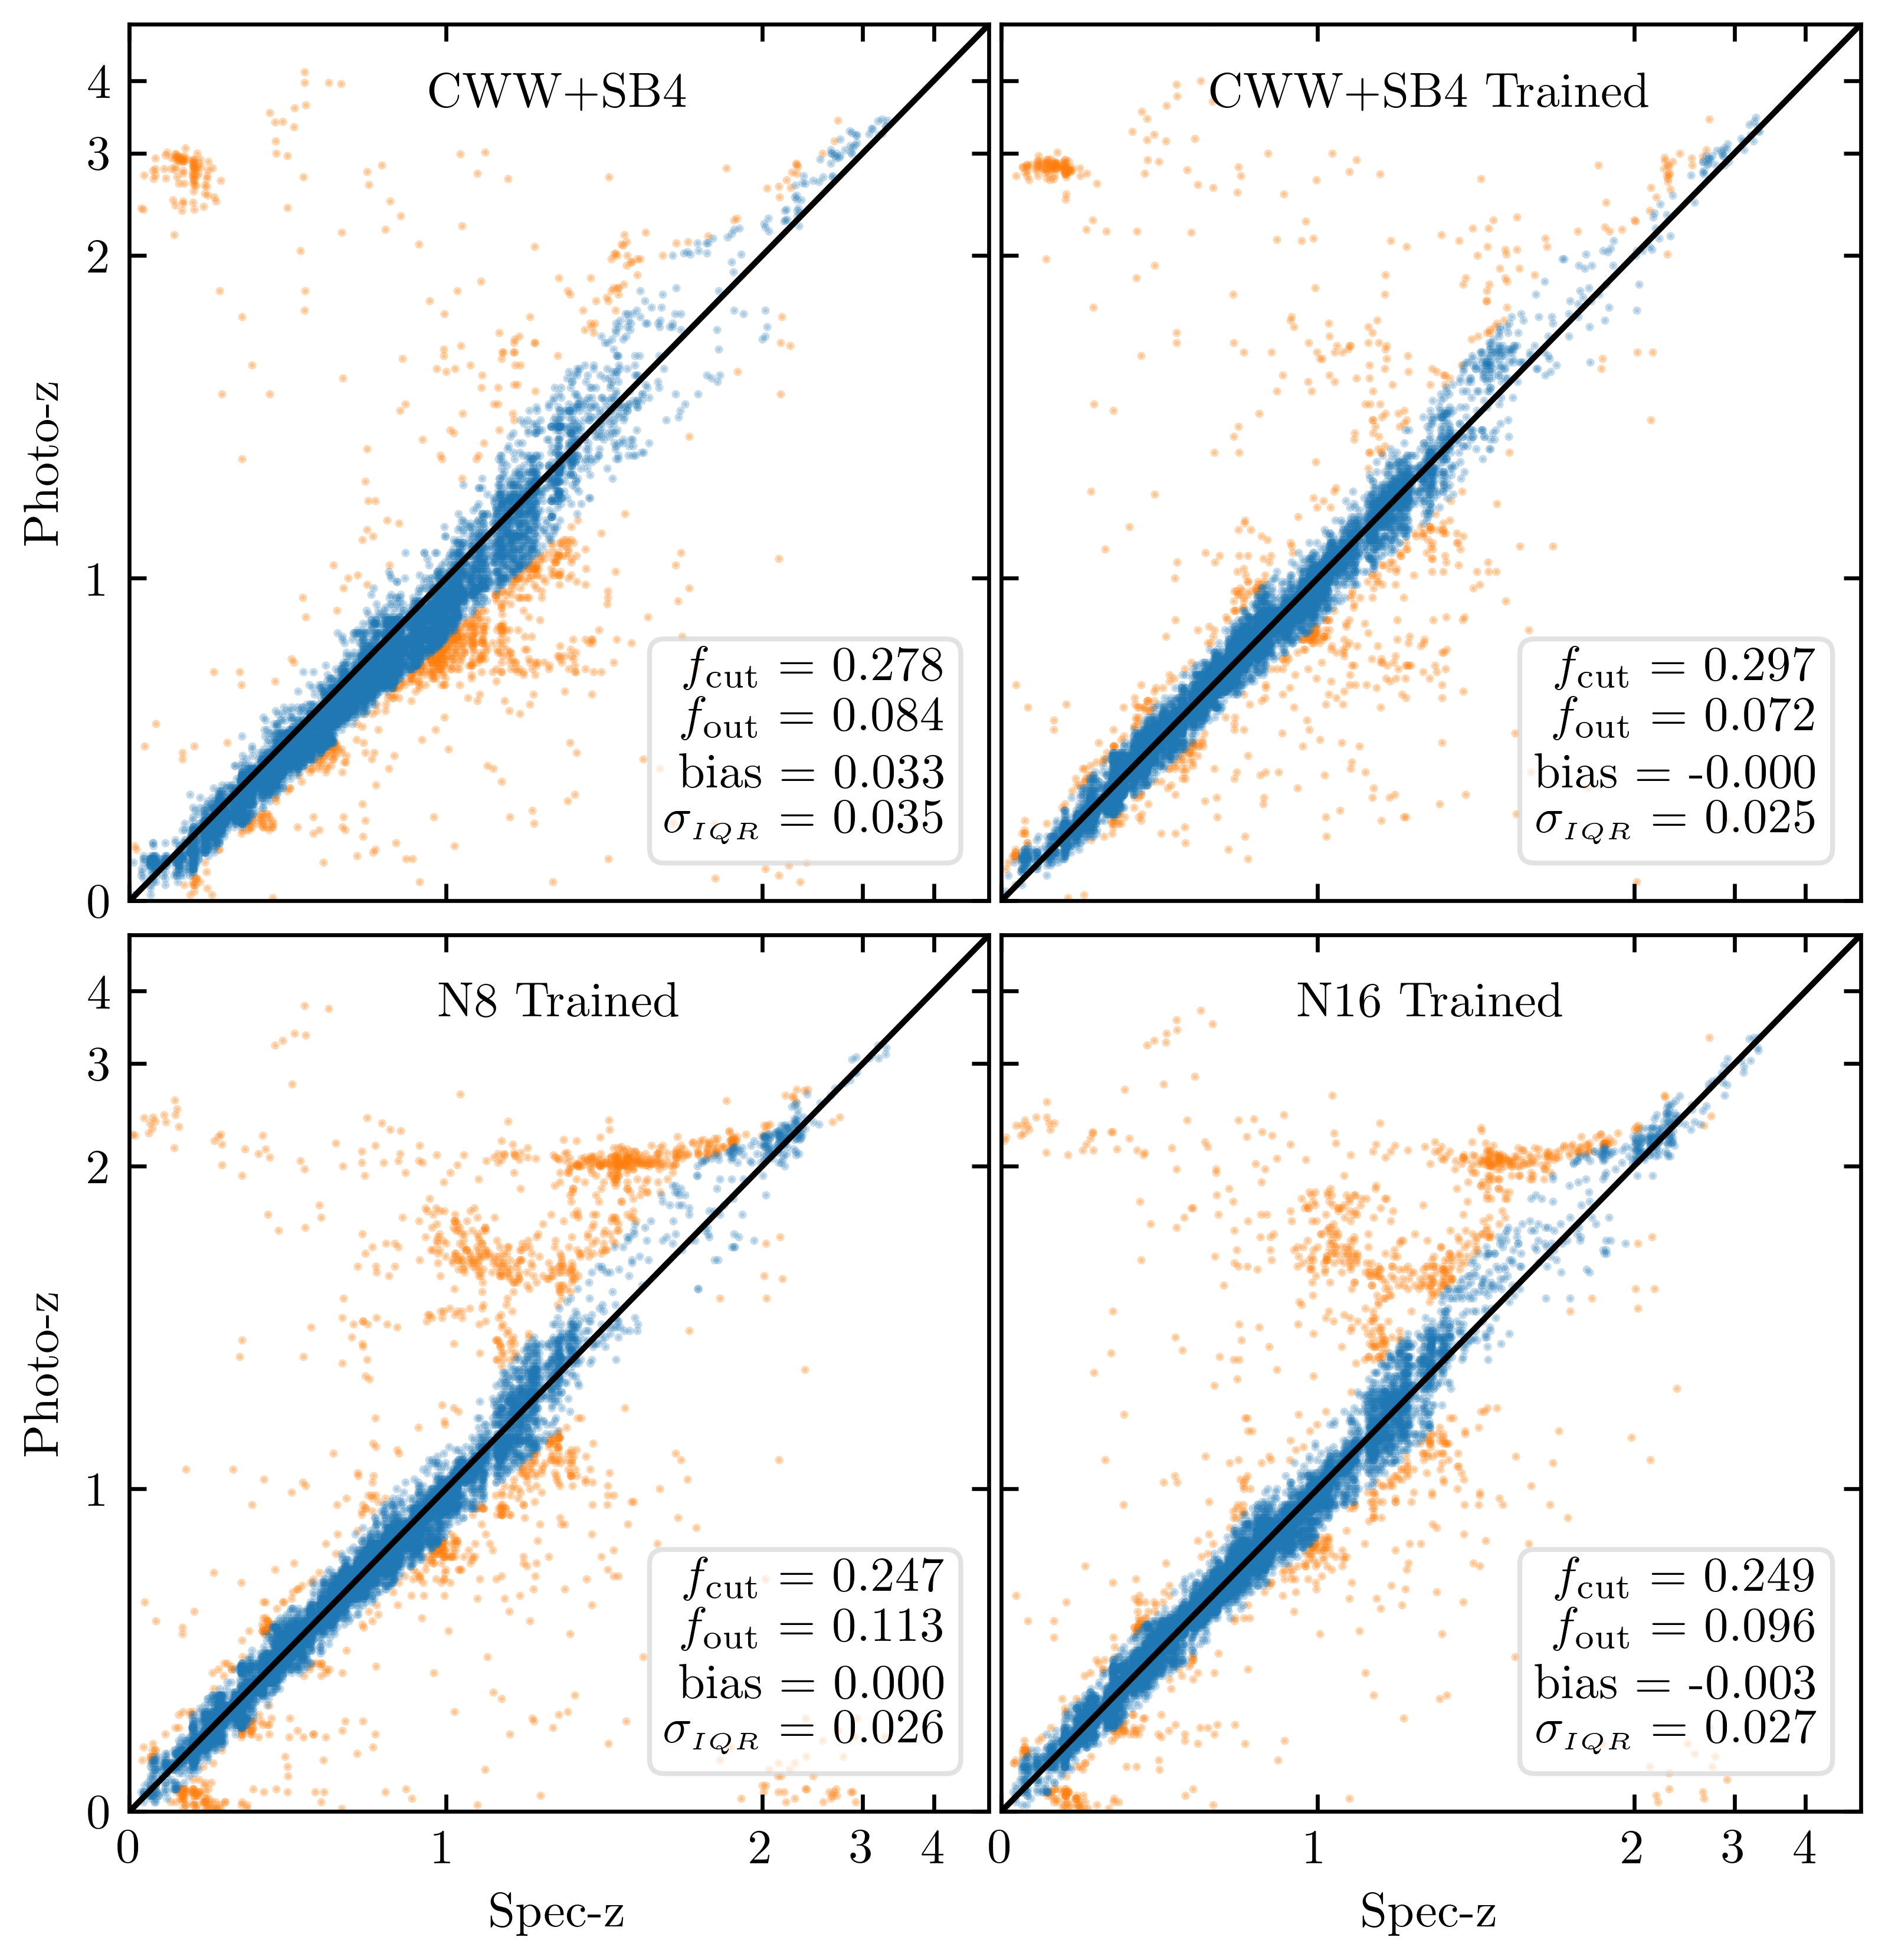 CWW+SB4
CWW+SB4 Trained
4
3
2
1
0
Photo-z
f_cut = 0.278
f_out = 0.084
bias = 0.033
σ_IQR = 0.035
f_cut = 0.297
f_out = 0.072
bias = -0.000
σ_IQR = 0.025
N8 Trained
N16 Trained
4
3
2
1
0
Photo-z
f_cut = 0.247
f_out = 0.113
bias = 0.000
σ_IQR = 0.026
f_cut = 0.249
f_out = 0.096
bias = -0.003
σ_IQR = 0.027
0 1 2 3 4
0 1 2 3 4
Spec-z
Spec-z